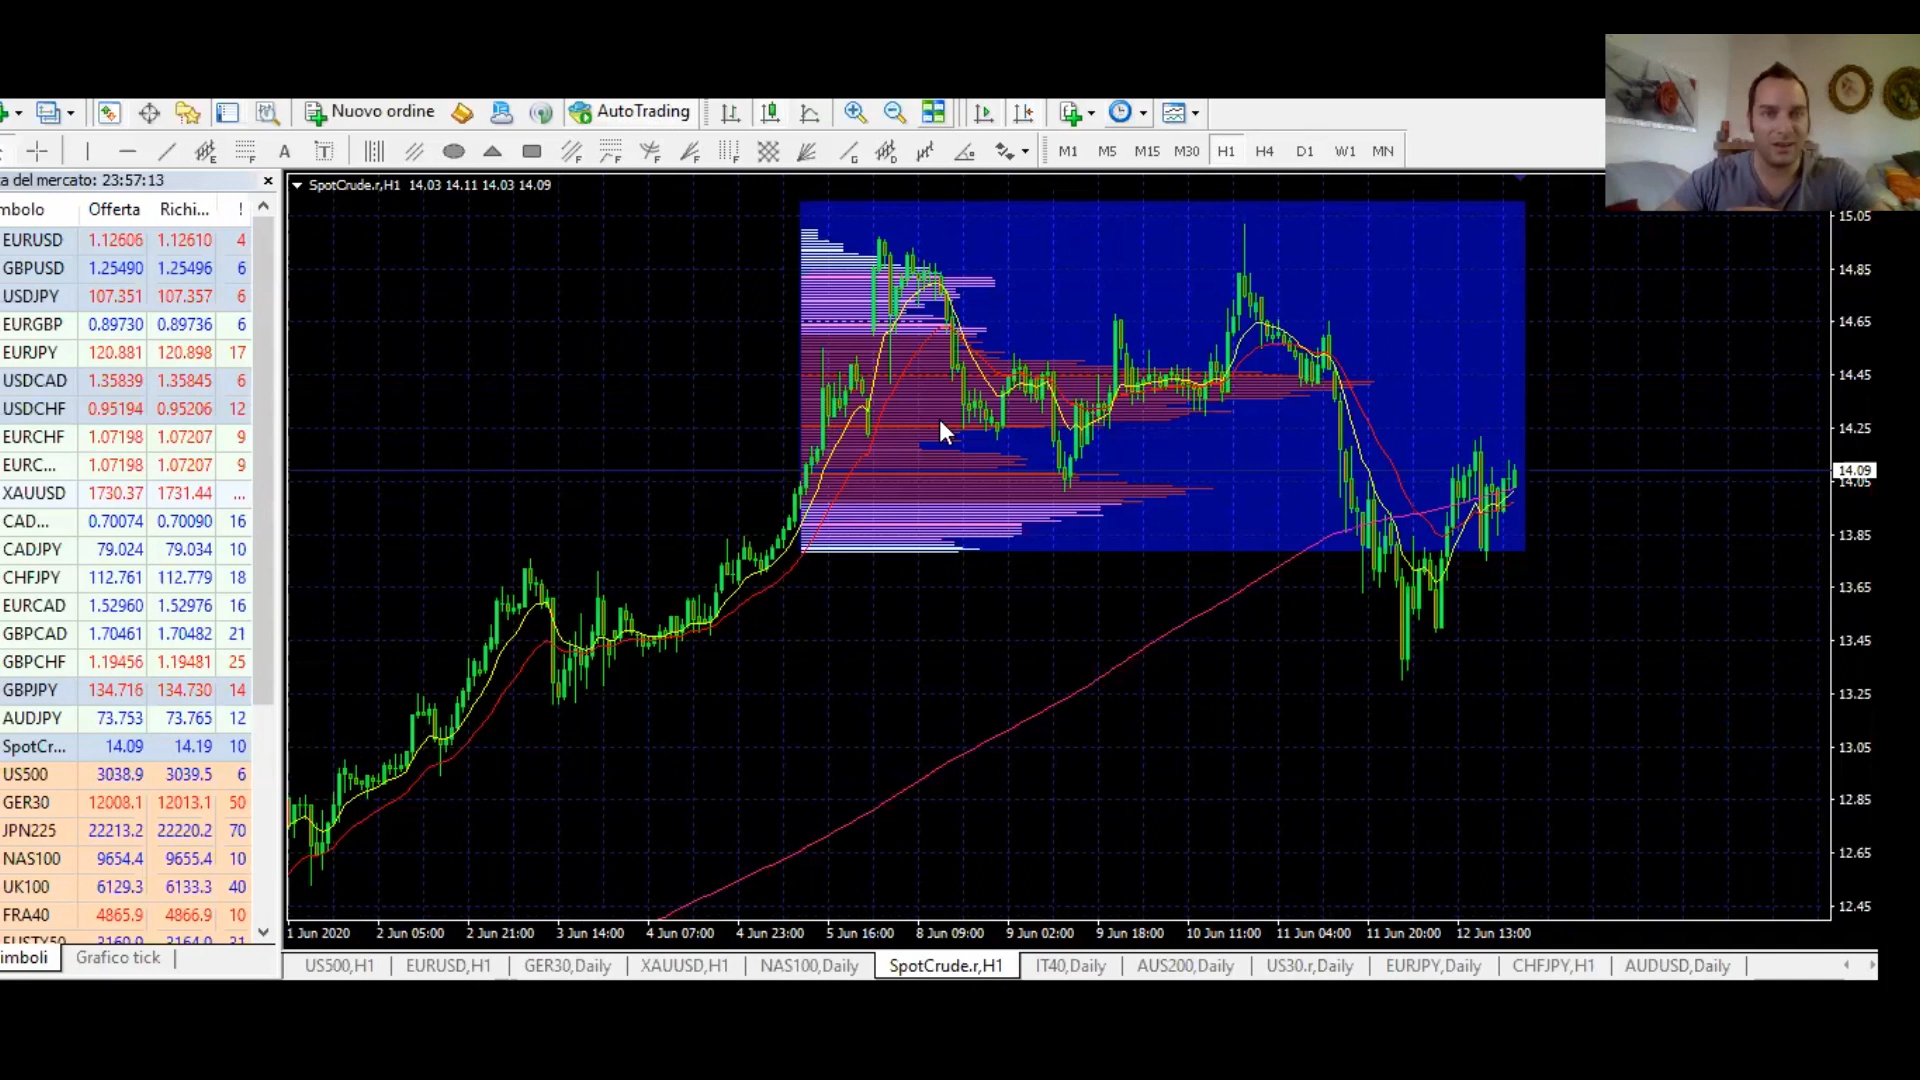 Nuovo ordine AutoTrading
A T M1 M5 M15 M30 H1 H4 D1 W1 MN
a del mercato: 23:57:13
mbolo Offerta Richi... !
EURUSD 1.12606 1.12610 4
GBPUSD 1.25490 1.25496 6
USDJPY 107.351 107.357 6
EURGBP 0.89730 0.89736 6
EURJPY 120.881 120.898 17
USDCAD 1.35839 1.35845 6
USDCHF 0.95194 0.95206 12
EURCHF 1.07198 1.07207 9
EURC... 1.07198 1.07207 9
XAUUSD 1730.37 1731.44 ...
CAD... 0.70074 0.70090 16
CADJPY 79.024 79.034 10
CHFJPY 112.761 112.779 18
EURCAD 1.52960 1.52976 16
GBPCAD 1.70461 1.70482 21
GBPCHF 1.19456 1.19481 25
GBPJPY 134.716 134.730 14
AUDJPY 73.753 73.765 12
SpotCr... 14.09 14.19 10
US500 3038.9 3039.5 6
GER30 12008.1 12013.1 50
JPN225 22213.2 22220.2 70
NAS100 9654.4 9655.4 10
UK100 6129.3 6133.3 40
FRA40 4865.9 4866.9 10
imboli Grafico tick
SpotCrude.r,H1 14.03 14.11 14.03 14.09
15.05
14.85
14.65
14.45
14.25
14.09
14.05
13.85
13.65
13.45
13.25
13.05
12.85
12.65
12.45
1 Jun 2020 2 Jun 05:00 2 Jun 21:00 3 Jun 14:00 4 Jun 07:00 4 Jun 23:00 5 Jun 16:00 8 Jun 09:00 9 Jun 02:00 9 Jun 18:00 10 Jun 11:00 11 Jun 04:00 11 Jun 20:00 12 Jun 13:00
US500,H1 EURUSD,H1 GER30,Daily XAUUSD,H1 NAS100,Daily SpotCrude.r,H1 IT40,Daily AUS200,Daily US30.r,Daily EURJPY,Daily CHFJPY,H1 AUDUSD,Daily